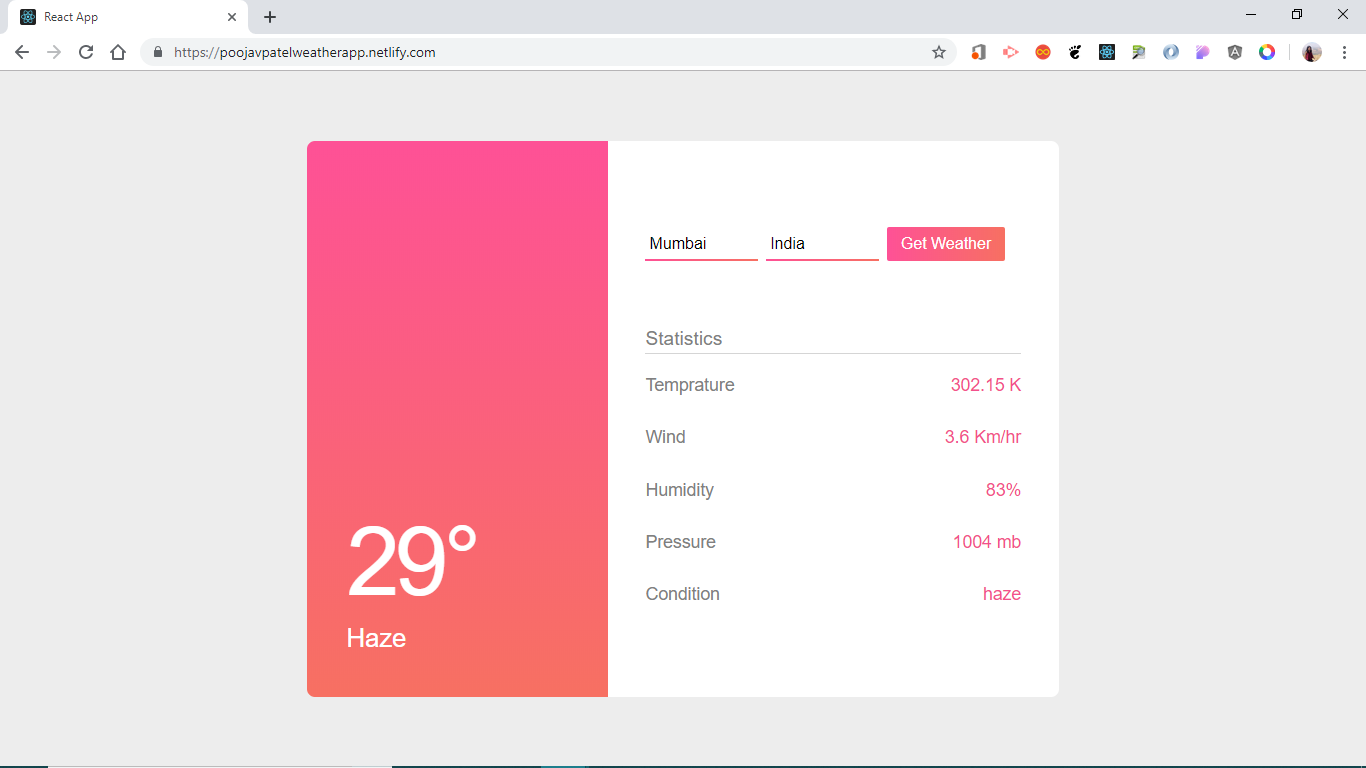 React App
https://poojavpatelweatherapp.netlify.com
Mumbai India Get Weather
Statistics
Temprature 302.15 K
Wind 3.6 Km/hr
Humidity 83%
Pressure 1004 mb
Condition haze
29°
Haze